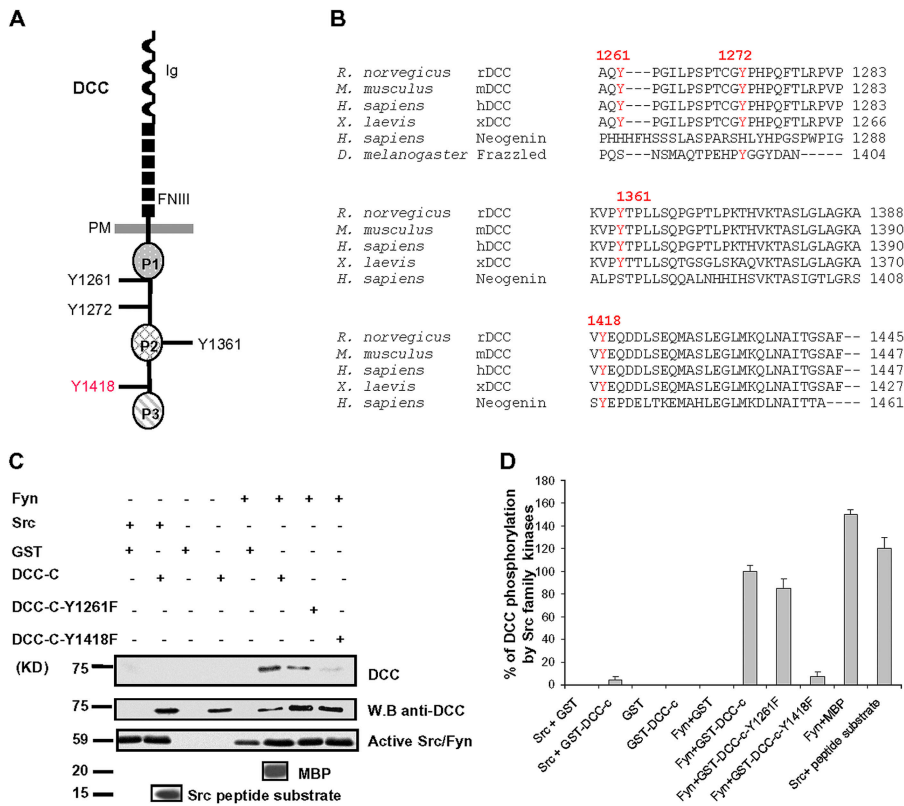 A
DCC
Ig
FNIII
PM
P1
Y1261
Y1272
P2
Y1361
Y1418
P3
B
1261 1272
R. norvegicus rDCC AQY---PGILPSPTCGYPHPQFTLRPVP 1283
M. musculus mDCC AQY---PGILPSPTCGYPHPQFTLRPVP 1283
H. sapiens hDCC AQY---PGILPSPTCGYPHPQFTLRPVP 1283
X. laevis xDCC AQY---PGILPSPTCGYPHPQFTLRPVP 1266
H. sapiens Neogenin PHHHFHSSSLASPARSHLYHPGSPWPIG 1288
D. melanogaster Frazzled PQS---NSMAQTPEHPYGGYDAN----- 1404
1361
R. norvegicus rDCC KVPYTPLLSQPGPTLPKTHVKTASLGLAGKA 1388
M. musculus mDCC KVPYTPLLSQPGPTLPKTHVKTASLGLAGKA 1390
H. sapiens hDCC KVPYTPLLSQPGPTLPKTHVKTASLGLAGKA 1390
X. laevis xDCC KVPYTTLLSQTGSGLSKAQVKTASLGLAGKA 1370
H. sapiens Neogenin ALPSTPLLSQQALNHHIHSVKTASIGTLGRS 1408
1418
R. norvegicus rDCC VYEQDDLSEQMASLEGLMKQLNAITGSAF-- 1445
M. musculus mDCC VYEQDDLSEQMASLEGLMKQLNAITGSAF-- 1447
H. sapiens hDCC VYEQDDLSEQMASLEGLMKQLNAITGSAF-- 1447
X. laevis xDCC VYEQDDLSEQMASLEGLMKQLNAITGSAF-- 1427
H. sapiens Neogenin SYEPDELTKEMAHLEGLMKDLNAITTA---- 1461
C
Fyn - - - - + + + +
Src + + - - - - - -
GST + - + - + - - -
DCC-C - + - + - + - -
DCC-C-Y1261F - - - - - - + -
DCC-C-Y1418F - - - - - - - +
(KD) 75 DCC
75 W.B anti-DCC
59 Active Src/Fyn
20 MBP
15 Src peptide substrate
D
% of DCC phosphorylation
by Src family kinases
180
160
140
120
100
80
60
40
20
0
Src + GST
Src + GST-DCC-c
GST
GST-DCC-c
Fyn+GST
Fyn+GST-DCC-c
Fyn+GST-DCC-c-Y1261F
Fyn+GST-DCC-c-Y1418F
Fyn+MBP
Src+ peptide substrate